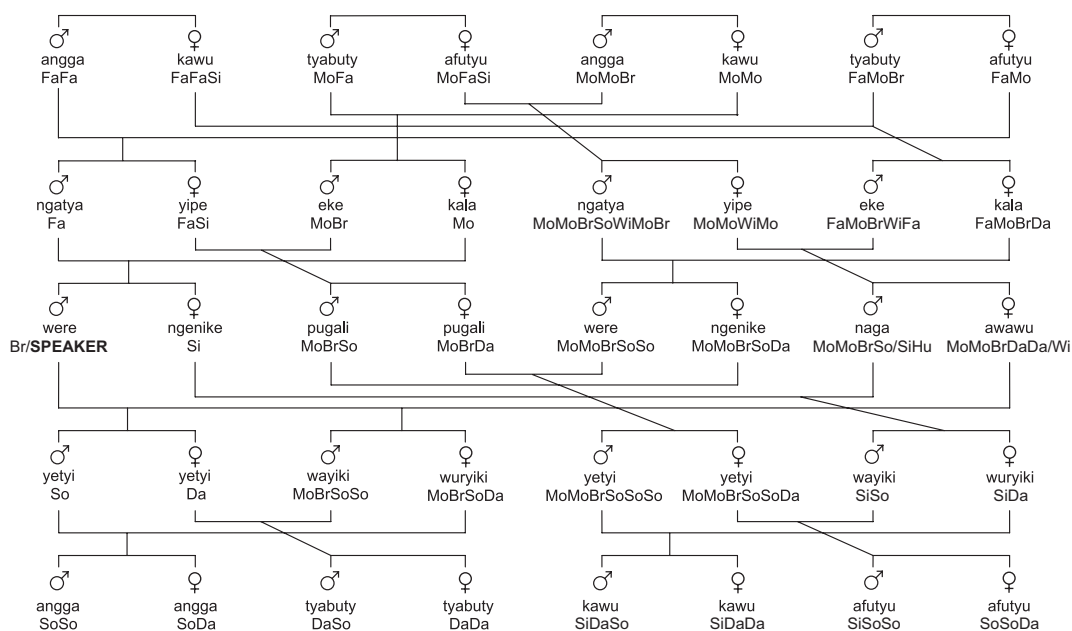 angga kawu tyabuty afutyu angga kawu tyabuty afutyu
FaFa FaFaSi MoFa MoFaSi MoMoBr MoMo FaMoBr FaMo
ngatya yipe eke kala ngatya yipe eke kala
Fa FaSi MoBr Mo MoMoBrSoWiMoBr MoMoWiMo FaMoBrWiFa FaMoBrDa
were ngenike pugali pugali were ngenike naga awawu
Br/SPEAKER Si MoBrSo MoBrDa MoMoBrSoSo MoMoBrSoDa MoMoBrSo/SiHu MoMoBrDaDa/Wi
yetyi yetyi wayiki wuryiki yetyi yetyi wayiki wuryiki
So Da MoBrSoSo MoBrSoDa MoMoBrSoSoSo MoMoBrSoSoDa SiSo SiDa
angga angga tyabuty tyabuty kawu kawu afutyu afutyu
SoSo SoDa DaSo DaDa SiDaSo SiDaDa SiSoSo SoSoDa